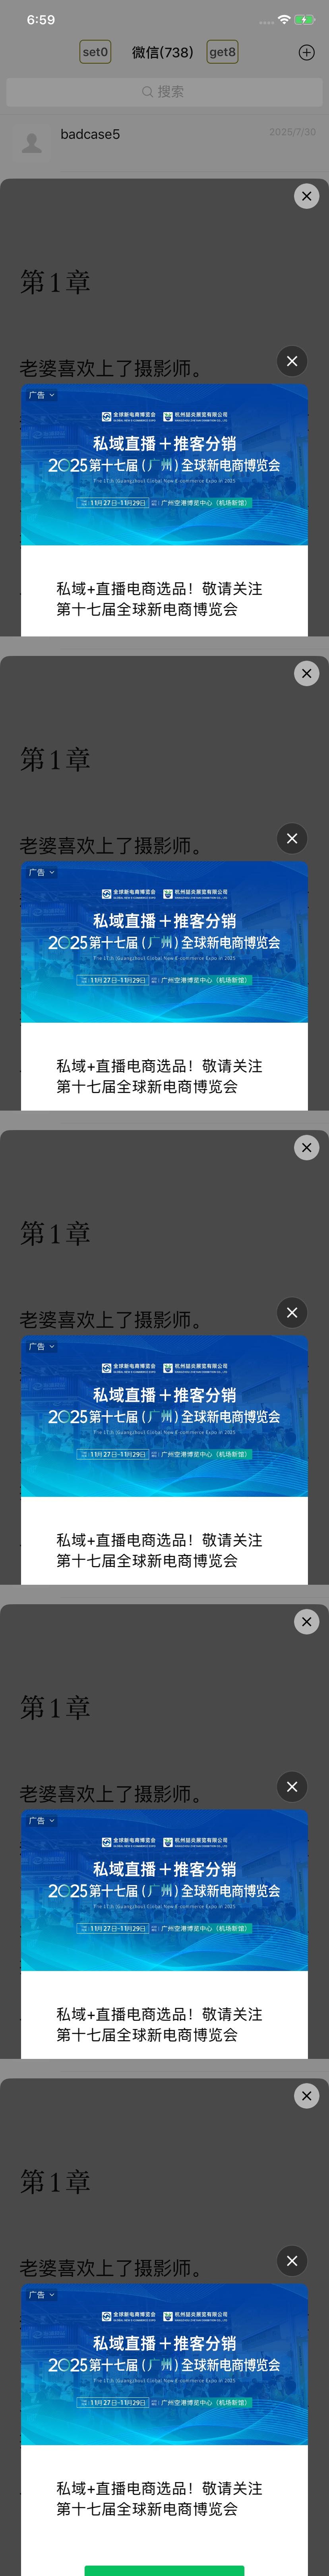 6:59
set0 微信(738) get8
搜索
badcase5 2025/7/30
第1章
老婆喜欢上了摄影师。
广告
全球新电商博览会 杭州益炎展览有限公司
私域直播＋推客分销
2025第十七届（广州）全球新电商博览会
11月27日-11月29日 广州空港博览中心（机场新馆）
私域+直播电商选品！敬请关注
第十七届全球新电商博览会
第1章
老婆喜欢上了摄影师。
广告
全球新电商博览会 杭州益炎展览有限公司
私域直播＋推客分销
2025第十七届（广州）全球新电商博览会
11月27日-11月29日 广州空港博览中心（机场新馆）
私域+直播电商选品！敬请关注
第十七届全球新电商博览会
第1章
老婆喜欢上了摄影师。
广告
全球新电商博览会 杭州益炎展览有限公司
私域直播＋推客分销
2025第十七届（广州）全球新电商博览会
11月27日-11月29日 广州空港博览中心（机场新馆）
私域+直播电商选品！敬请关注
第十七届全球新电商博览会
第1章
老婆喜欢上了摄影师。
广告
全球新电商博览会 杭州益炎展览有限公司
私域直播＋推客分销
2025第十七届（广州）全球新电商博览会
11月27日-11月29日 广州空港博览中心（机场新馆）
私域+直播电商选品！敬请关注
第十七届全球新电商博览会
第1章
老婆喜欢上了摄影师。
广告
全球新电商博览会 杭州益炎展览有限公司
私域直播＋推客分销
2025第十七届（广州）全球新电商博览会
11月27日-11月29日 广州空港博览中心（机场新馆）
私域+直播电商选品！敬请关注
第十七届全球新电商博览会